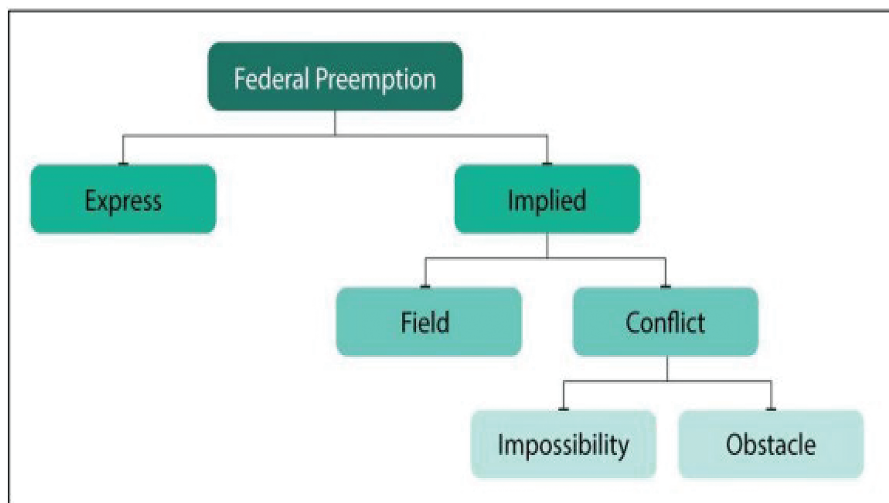 Federal Preemption
Express
Implied
Field
Conflict
Impossibility
Obstacle